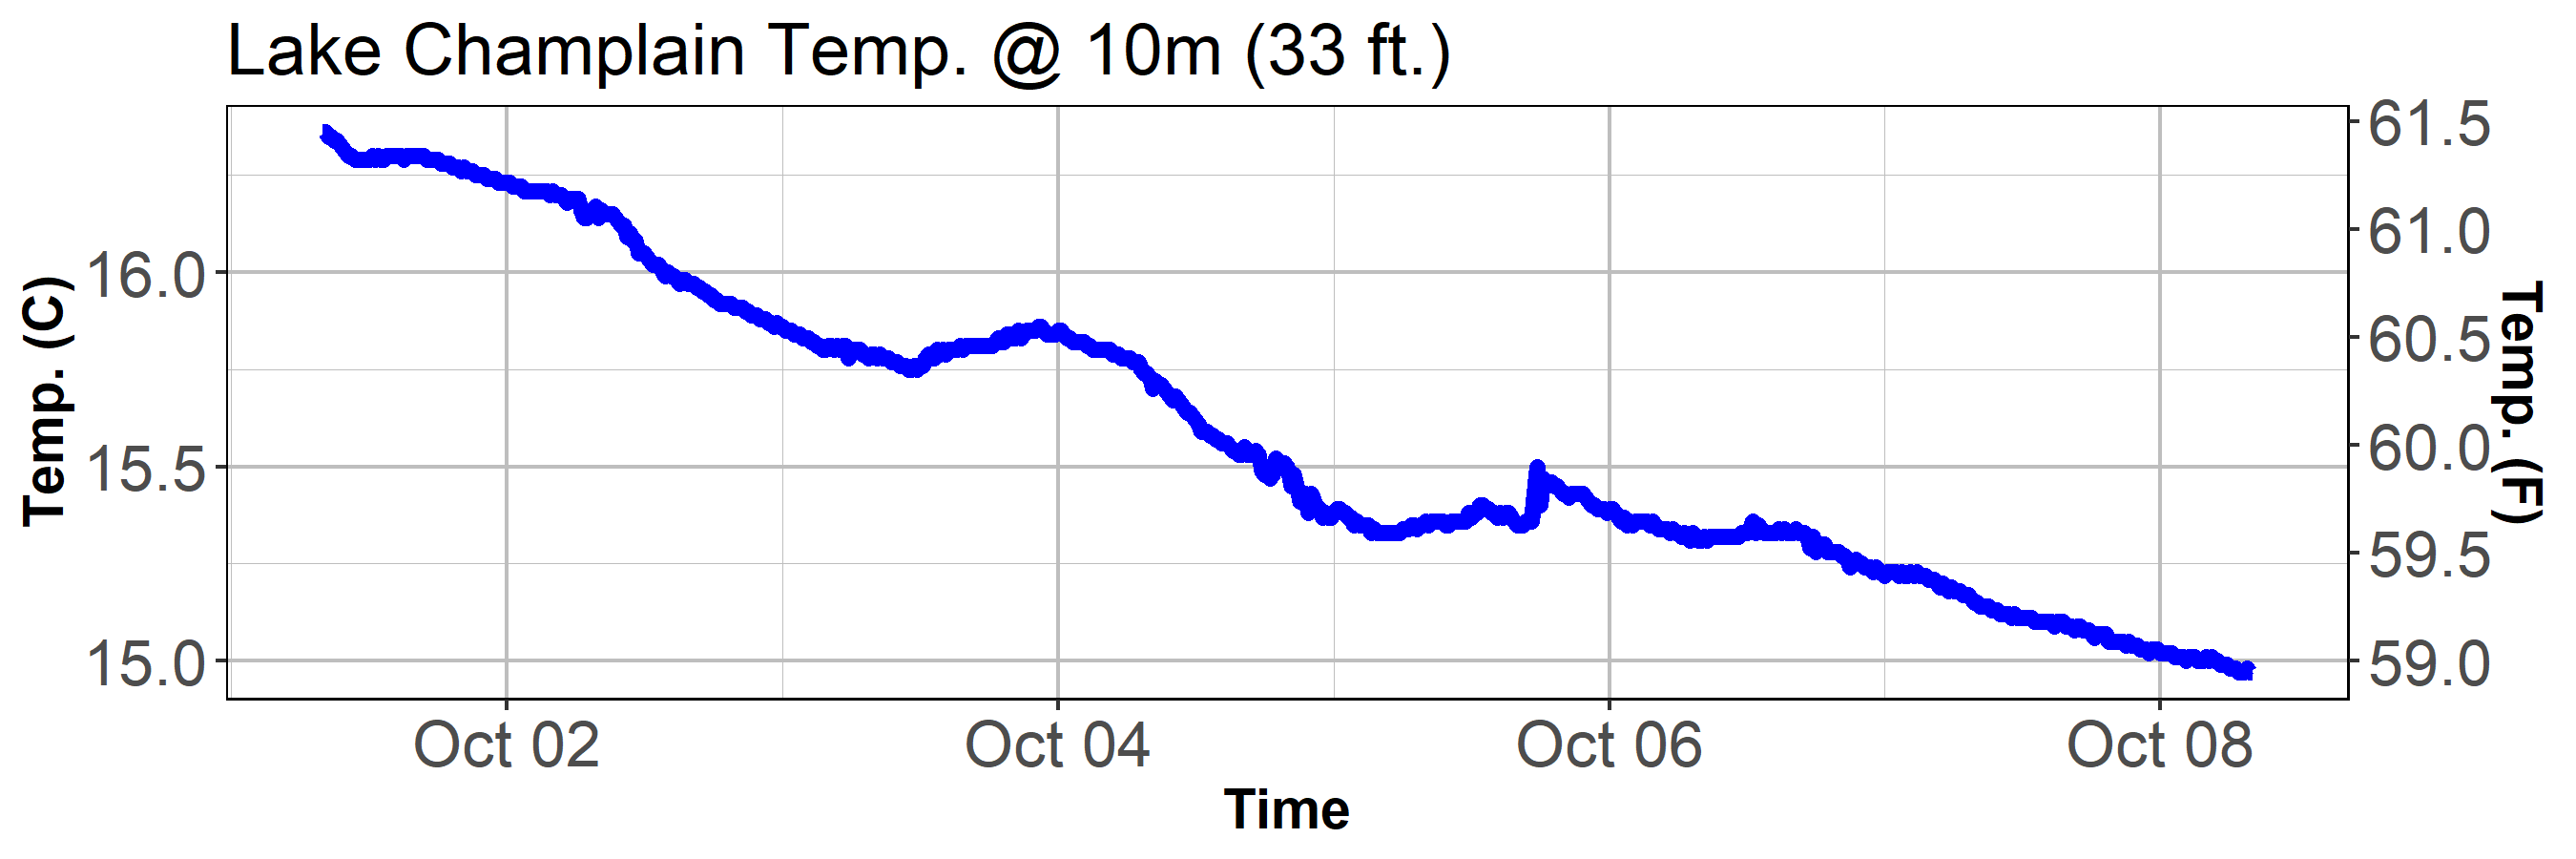 Lake Champlain Temp. @ 10m (33 ft.)
Temp. (C)
16.0
15.5
15.0
61.5
61.0
60.5
60.0
59.5
59.0
Temp. (F)
Oct 02 Oct 04 Oct 06 Oct 08
Time